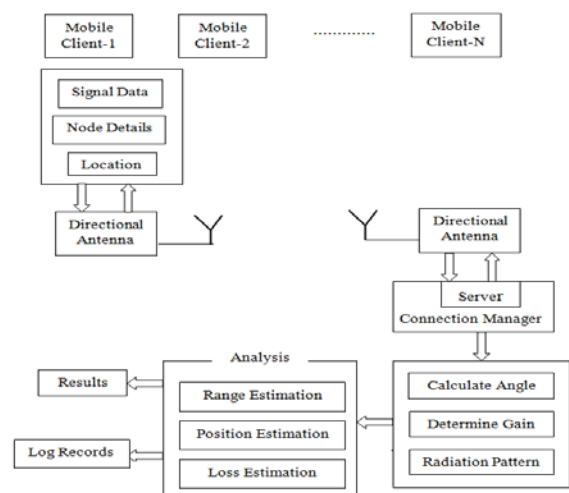 Mobile
Client-1
Mobile
Client-2
Mobile
Client-N
Signal Data
Node Details
Location
Directional
Antenna
Directional
Antenna
Server
Connection Manager
Analysis
Results
Range Estimation
Calculate Angle
Position Estimation
Determine Gain
Log Records
Loss Estimation
Radiation Pattern